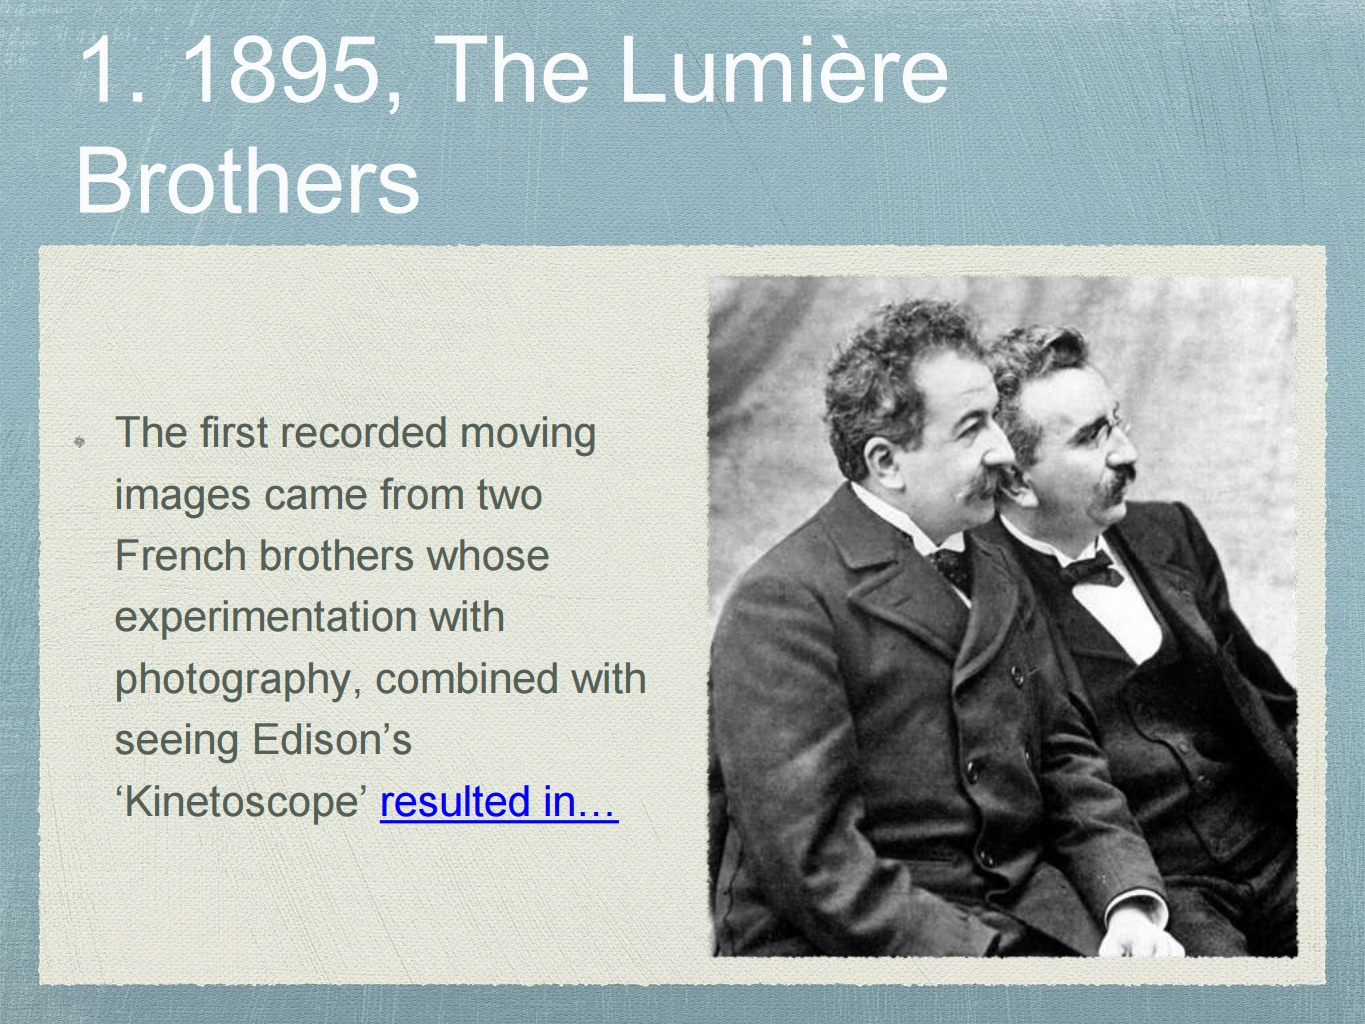 1. 1895, The Lumière
Brothers
The first recorded moving
images came from two
French brothers whose
experimentation with
photography, combined with
seeing Edison’s
‘Kinetoscope’ resulted in…